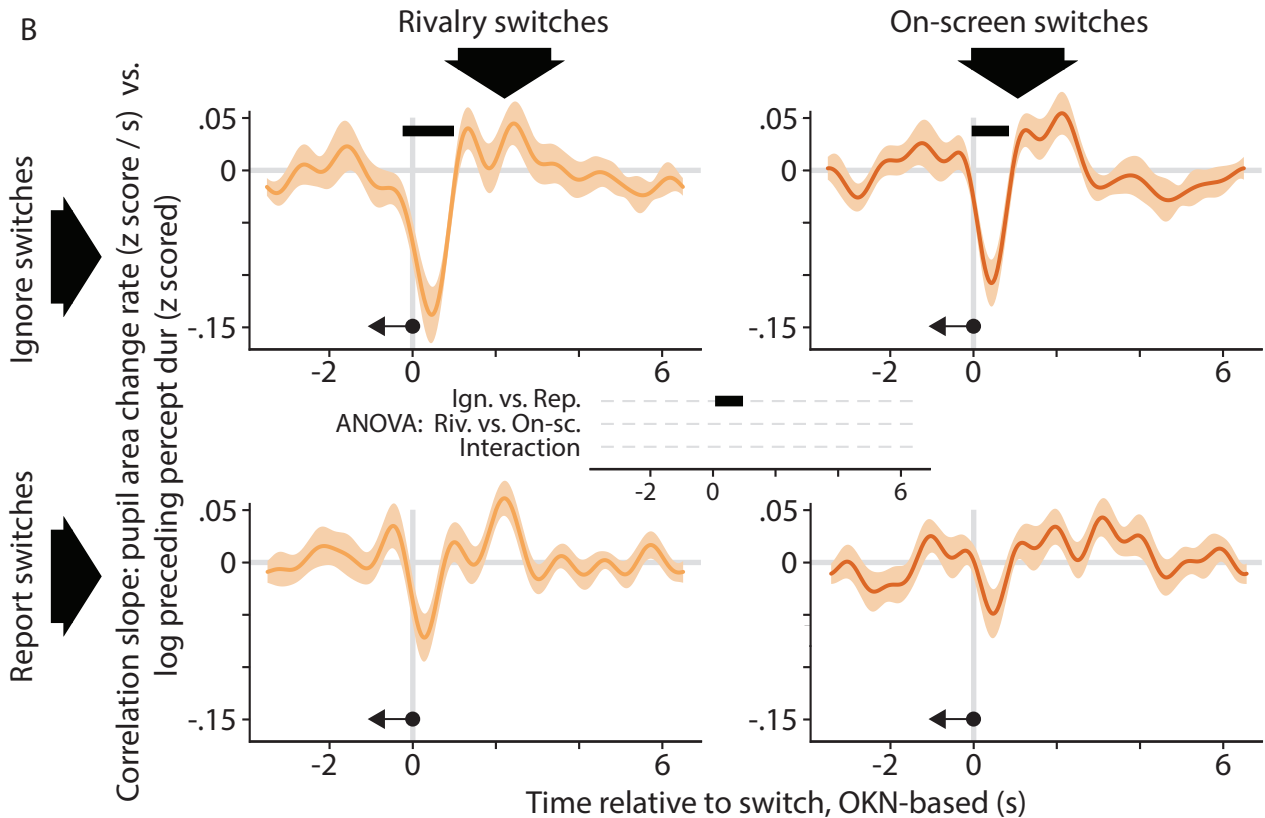 B
Rivalry switches
On-screen switches
Ignore switches
Report switches
Correlation slope: pupil area change rate (z score / s) vs.
log preceding percept dur (z scored)
.05
0
-.15
-2
0
6
.05
0
-.15
-2
0
6
Ign. vs. Rep.
ANOVA: Riv. vs. On-sc.
Interaction
-2
0
6
.05
0
-.15
-2
0
6
.05
0
-.15
-2
0
6
Time relative to switch, OKN-based (s)